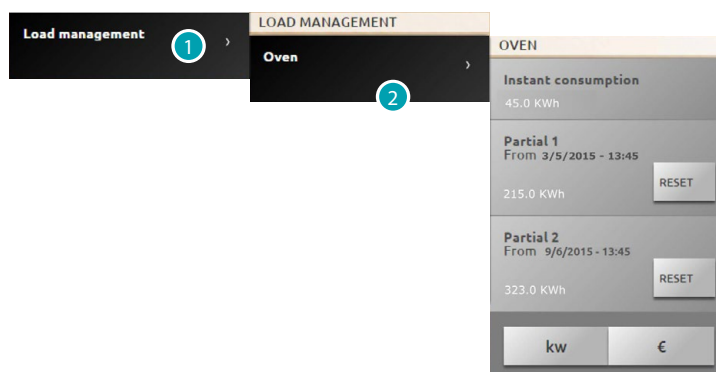 Load management
1
›
LOAD MANAGEMENT
Oven
›
2
OVEN
Instant consumption
45.0 KWh
Partial 1
From 3/5/2015 - 13:45
215.0 KWh
RESET
Partial 2
From 9/6/2015 - 13:45
323.0 KWh
RESET
kw
€